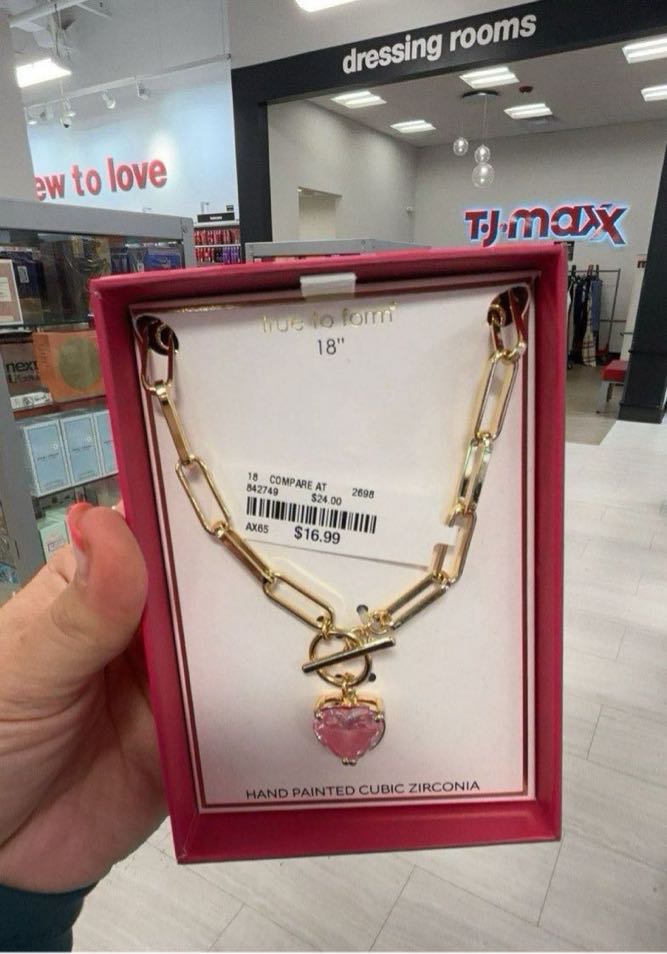 dressing rooms
ew to love
T·J·maxx
true to form
18"
18 COMPARE AT 2698
842749 $24.00
AX65 $16.99
next
HAND PAINTED CUBIC ZIRCONIA